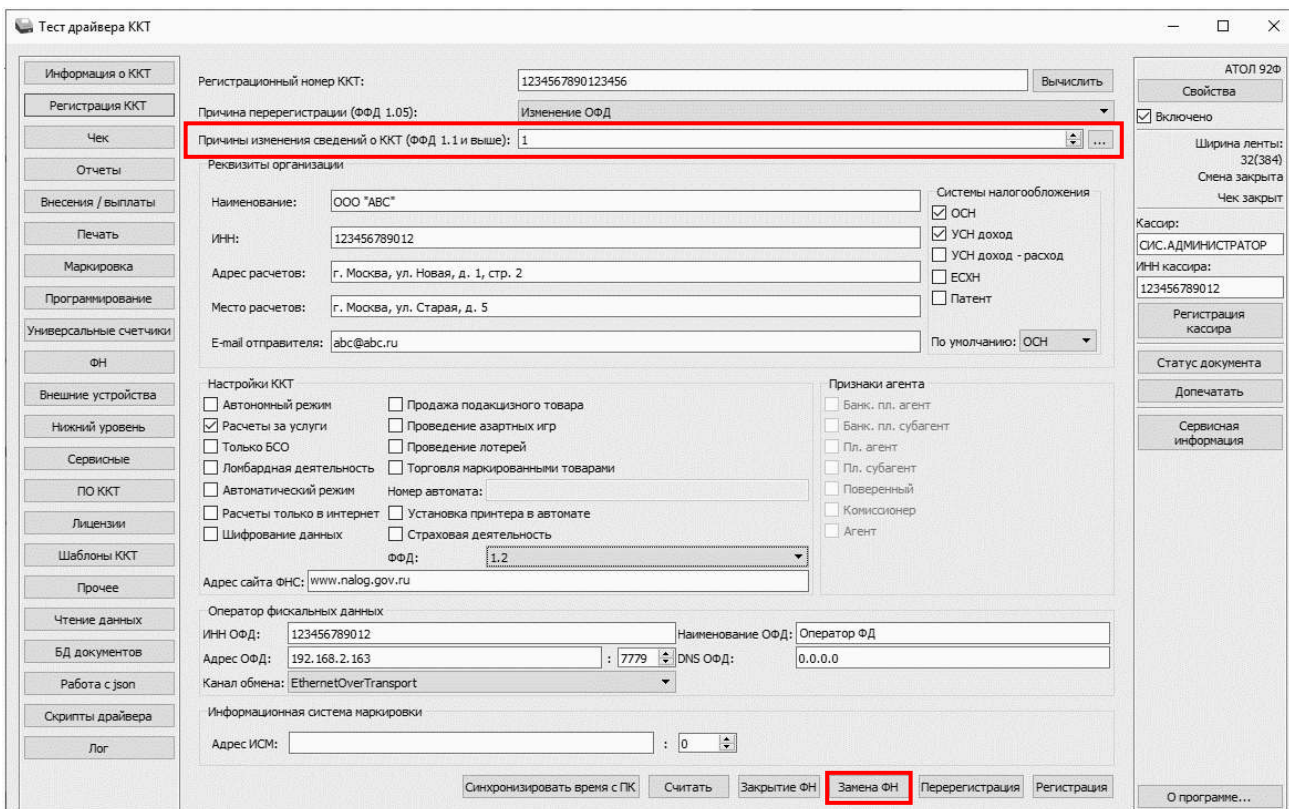 Тест драйвера ККТ
Информация о ККТ
Регистрация ККТ
Чек
Отчеты
Внесения / выплаты
Печать
Маркировка
Программирование
Универсальные счетчики
ФН
Внешние устройства
Нижний уровень
Сервисные
ПО ККТ
Лицензии
Шаблоны ККТ
Прочее
Чтение данных
БД документов
Работа с json
Скрипты драйвера
Лог
Регистрационный номер ККТ: 1234567890123456 Вычислить
Причина перерегистрации (ФФД 1.05): Изменение ОФД
Причины изменения сведений о ККТ (ФФД 1.1 и выше): 1 ...
Реквизиты организации
Наименование: ООО "АВС"
ИНН: 123456789012
Адрес расчетов: г. Москва, ул. Новая, д. 1, стр. 2
Место расчетов: г. Москва, ул. Старая, д. 5
E-mail отправителя: abc@abc.ru
Системы налогообложения
ОСН
УСН доход
УСН доход - расход
ЕСХН
Патент
По умолчанию: ОСН
Настройки ККТ
Автономный режим Продажа подакцизного товара
Расчеты за услуги Проведение азартных игр
Только БСО Проведение лотерей
Ломбардная деятельность Торговля маркированными товарами
Автоматический режим Номер автомата:
Расчеты только в интернет Установка принтера в автомате
Шифрование данных Страховая деятельность
ФФД: 1.2
Адрес сайта ФНС: www.nalog.gov.ru
Признаки агента
Банк. пл. агент
Банк. пл. субагент
Пл. агент
Пл. субагент
Поверенный
Комиссионер
Агент
Оператор фискальных данных
ИНН ОФД: 123456789012 Наименование ОФД: Оператор ФД
Адрес ОФД: 192.168.2.163 : 7779 DNS ОФД: 0.0.0.0
Канал обмена: EthernetOverTransport
Информационная система маркировки
Адрес ИСМ: : 0
Синхронизировать время с ПК Считать Закрытие ФН Замена ФН Перерегистрация Регистрация
АТОЛ 92Ф
Свойства
Включено
Ширина ленты:
32(384)
Смена закрыта
Чек закрыт
Кассир:
СИС.АДМИНИСТРАТОР
ИНН кассира:
123456789012
Регистрация
кассира
Статус документа
Допечатать
Сервисная
информация
О программе...